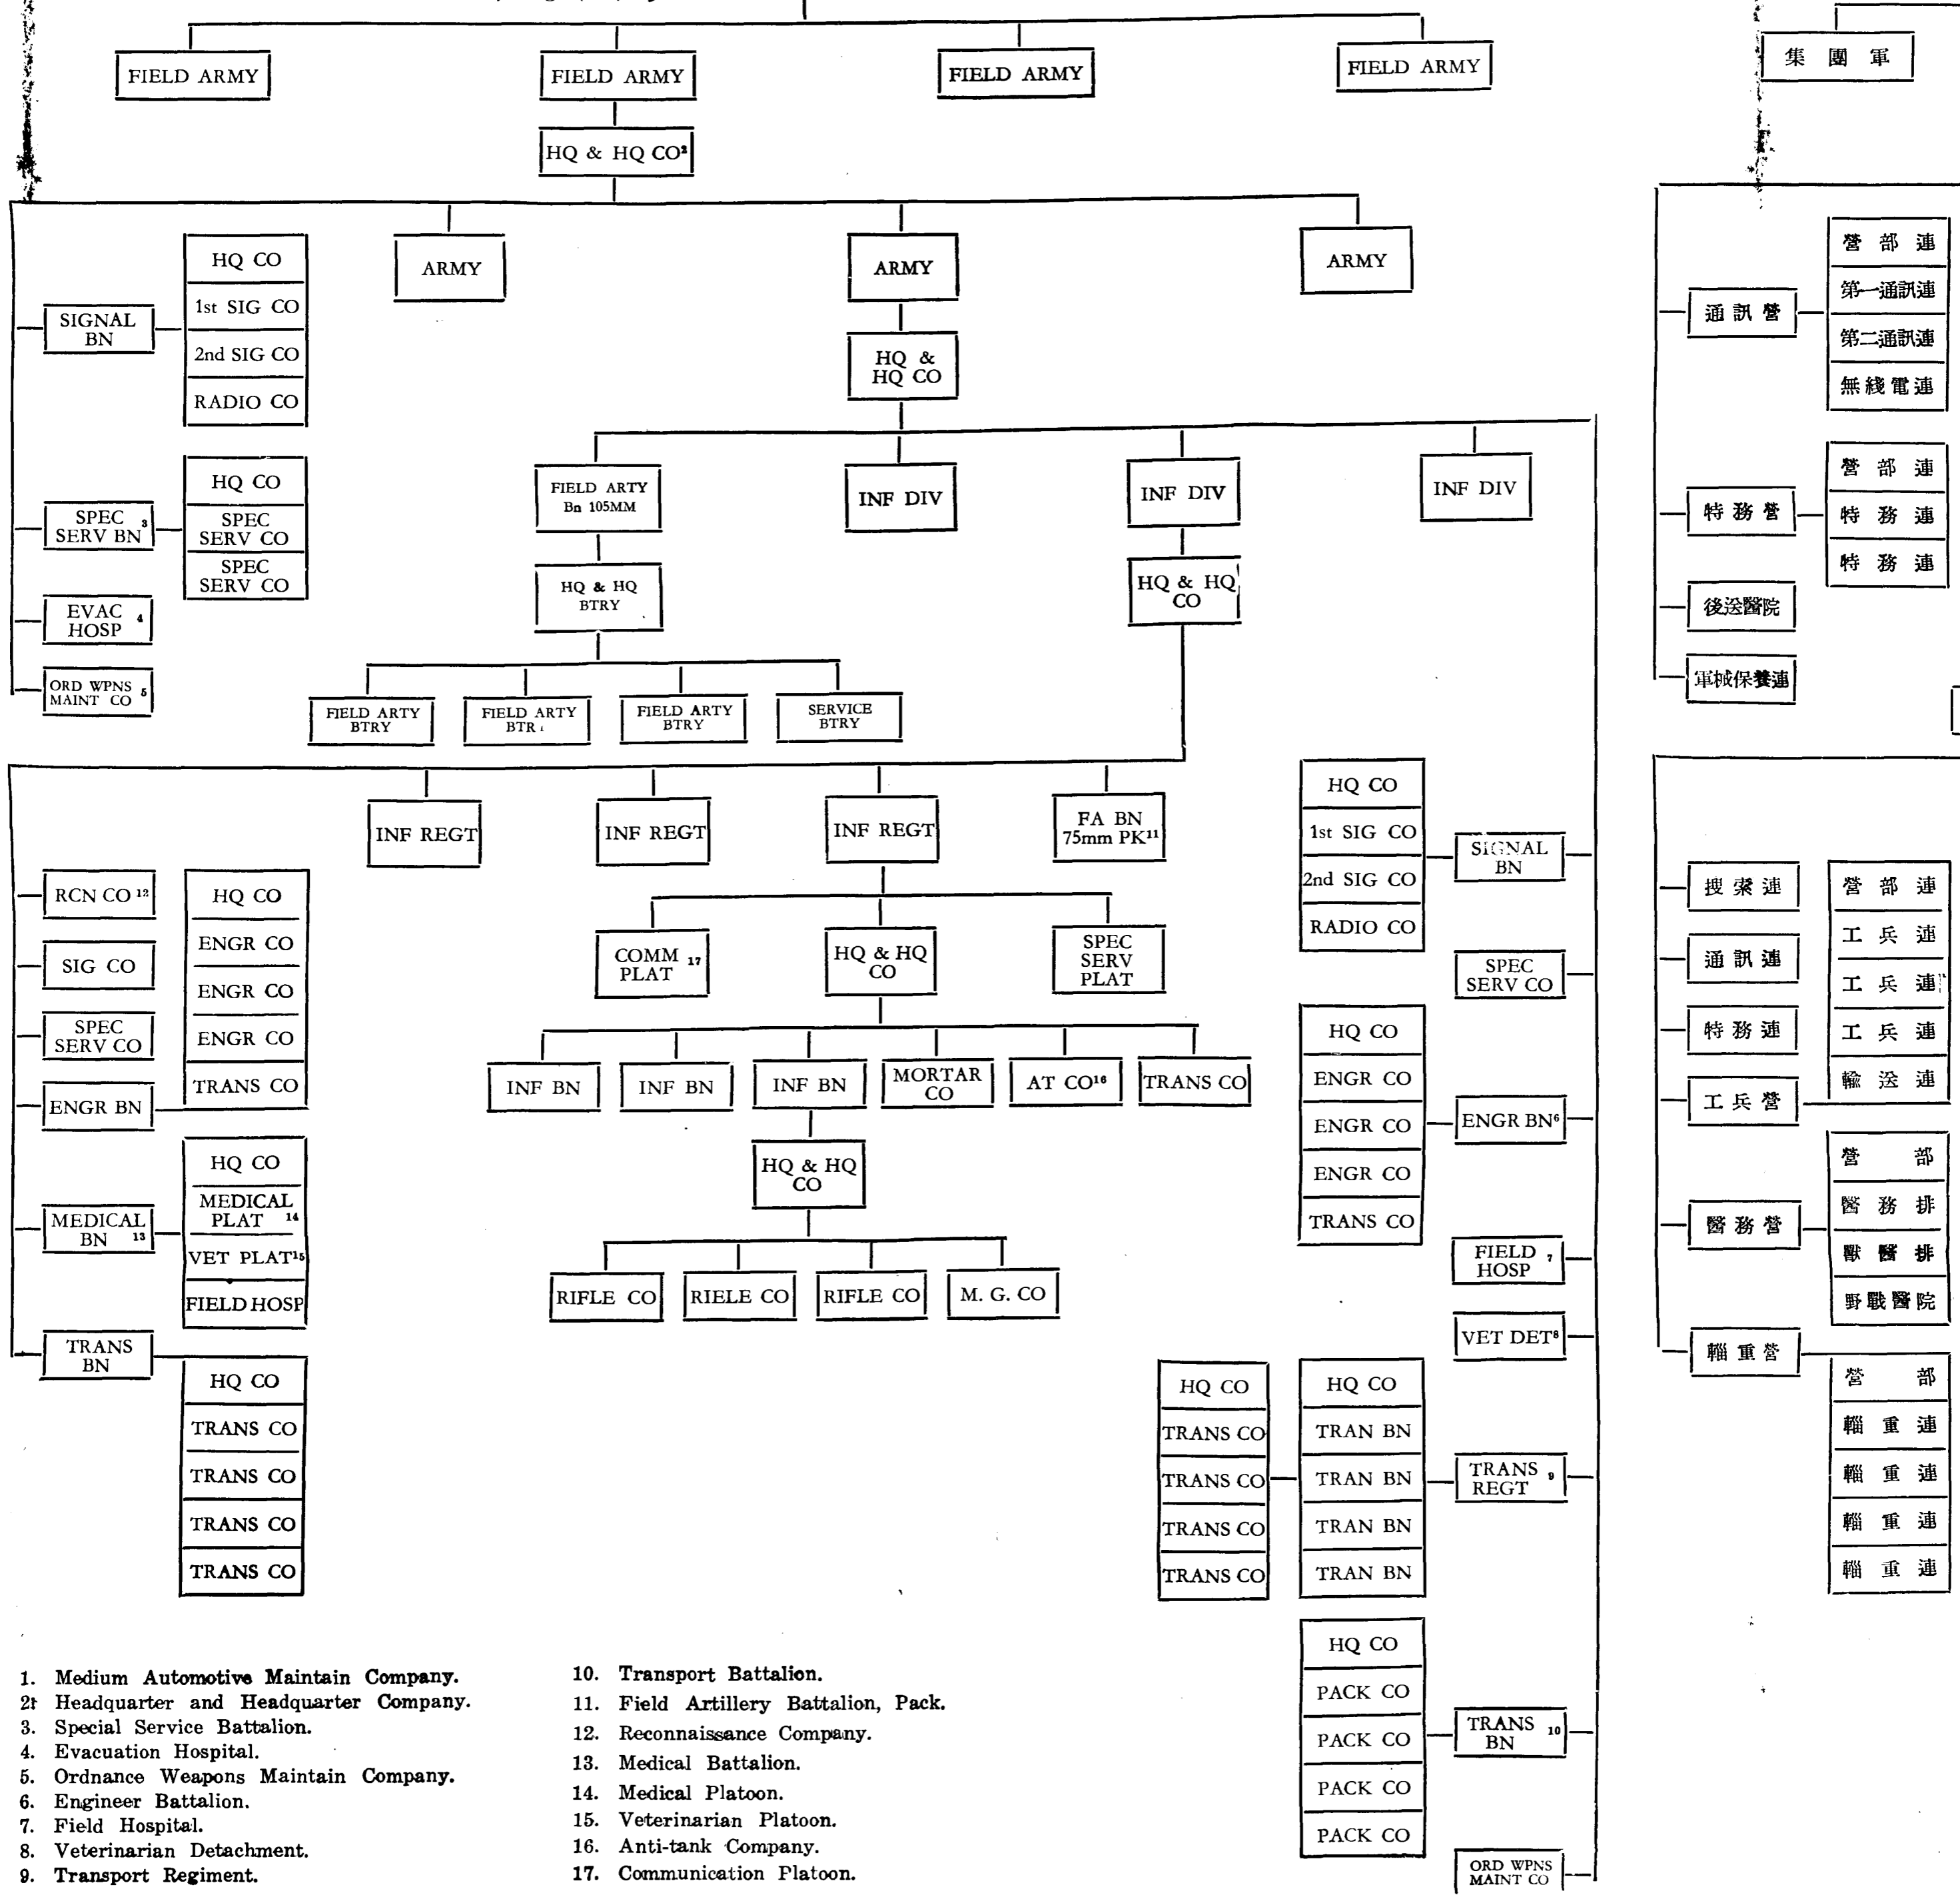 FIELD ARMY
FIELD ARMY
FIELD ARMY
FIELD ARMY
HQ & HQ CO²
ARMY
ARMY
ARMY
HQ &
HQ CO
SIGNAL
BN
HQ CO
1st SIG CO
2nd SIG CO
RADIO CO
SPEC
SERV BN ³
HQ CO
SPEC
SERV CO
SPEC
SERV CO
EVAC ⁴
HOSP
ORD WPNS ⁵
MAINT CO
FIELD ARTY
Bn 105MM
INF DIV
INF DIV
INF DIV
HQ & HQ
BTRY
HQ & HQ
CO
FIELD ARTY
BTRY
FIELD ARTY
BTR
FIELD ARTY
BTRY
SERVICE
BTRY
INF REGT
INF REGT
INF REGT
FA BN
75mm PK¹¹
RCN CO ¹²
SIG CO
SPEC
SERV CO
ENGR BN
HQ CO
ENGR CO
ENGR CO
ENGR CO
TRANS CO
MEDICAL
BN ¹³
HQ CO
MEDICAL
PLAT ¹⁴
VET PLAT¹⁵
FIELD HOSP
TRANS
BN
HQ CO
TRANS CO
TRANS CO
TRANS CO
TRANS CO
COMM ¹⁷
PLAT
HQ & HQ
CO
SPEC
SERV
PLAT
INF BN
INF BN
INF BN
MORTAR
CO
AT CO¹⁶
TRANS CO
HQ & HQ
CO
RIFLE CO
RIELE CO
RIFLE CO
M. G. CO
HQ CO
1st SIG CO
2nd SIG CO
RADIO CO
SIGNAL
BN
SPEC
SERV CO
HQ CO
ENGR CO
ENGR CO
ENGR CO
TRANS CO
ENGR BN⁶
FIELD ⁷
HOSP
VET DET⁸
HQ CO
TRANS CO
TRANS CO
TRANS CO
TRANS CO
HQ CO
TRAN BN
TRAN BN
TRAN BN
TRAN BN
TRANS ⁹
REGT
HQ CO
PACK CO
PACK CO
PACK CO
PACK CO
TRANS ¹⁰
BN
ORD WPNS
MAINT CO
1. Medium Automotive Maintain Company.
2t Headquarter and Headquarter Company.
3. Special Service Battalion.
4. Evacuation Hospital.
5. Ordnance Weapons Maintain Company.
6. Engineer Battalion.
7. Field Hospital.
8. Veterinarian Detachment.
9. Transport Regiment.
10. Transport Battalion.
11. Field Artillery Battalion, Pack.
12. Reconnaissance Company.
13. Medical Battalion.
14. Medical Platoon.
15. Veterinarian Platoon.
16. Anti-tank Company.
17. Communication Platoon.
集團軍
通訊營
營部連
第一通訊連
第二通訊連
無綫電連
特務營
營部連
特務連
特務連
後送醫院
軍械保養連
搜索連
通訊連
特務連
工兵營
營部連
工兵連
工兵連
工兵連
輸送連
醫務營
營部
醫務排
獸醫排
野戰醫院
輜重營
營部
輜重連
輜重連
輜重連
輜重連